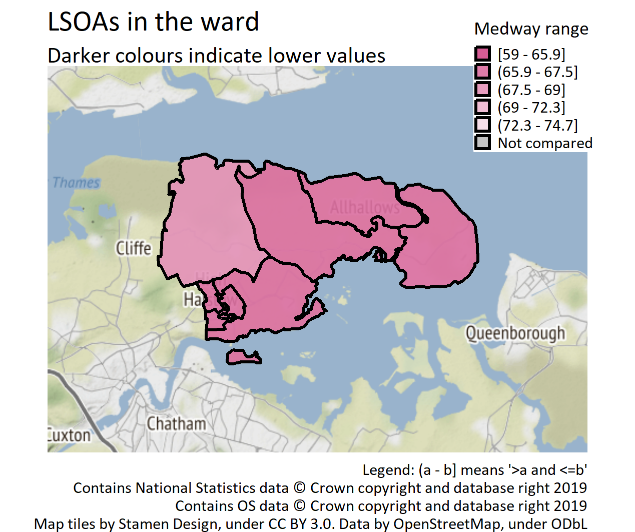 LSOAs in the ward
Darker colours indicate lower values
Medway range
[59 - 65.9]
(65.9 - 67.5]
(67.5 - 69]
(69 - 72.3]
(72.3 - 74.7]
Not compared
Thames
Allhallows
Cliffe
Queenborough
Chatham
Luxton
Legend: (a - b] means '>a and <=b'
Contains National Statistics data © Crown copyright and database right 2019
Contains OS data © Crown copyright and database right 2019
Map tiles by Stamen Design, under CC BY 3.0. Data by OpenStreetMap, under ODbL